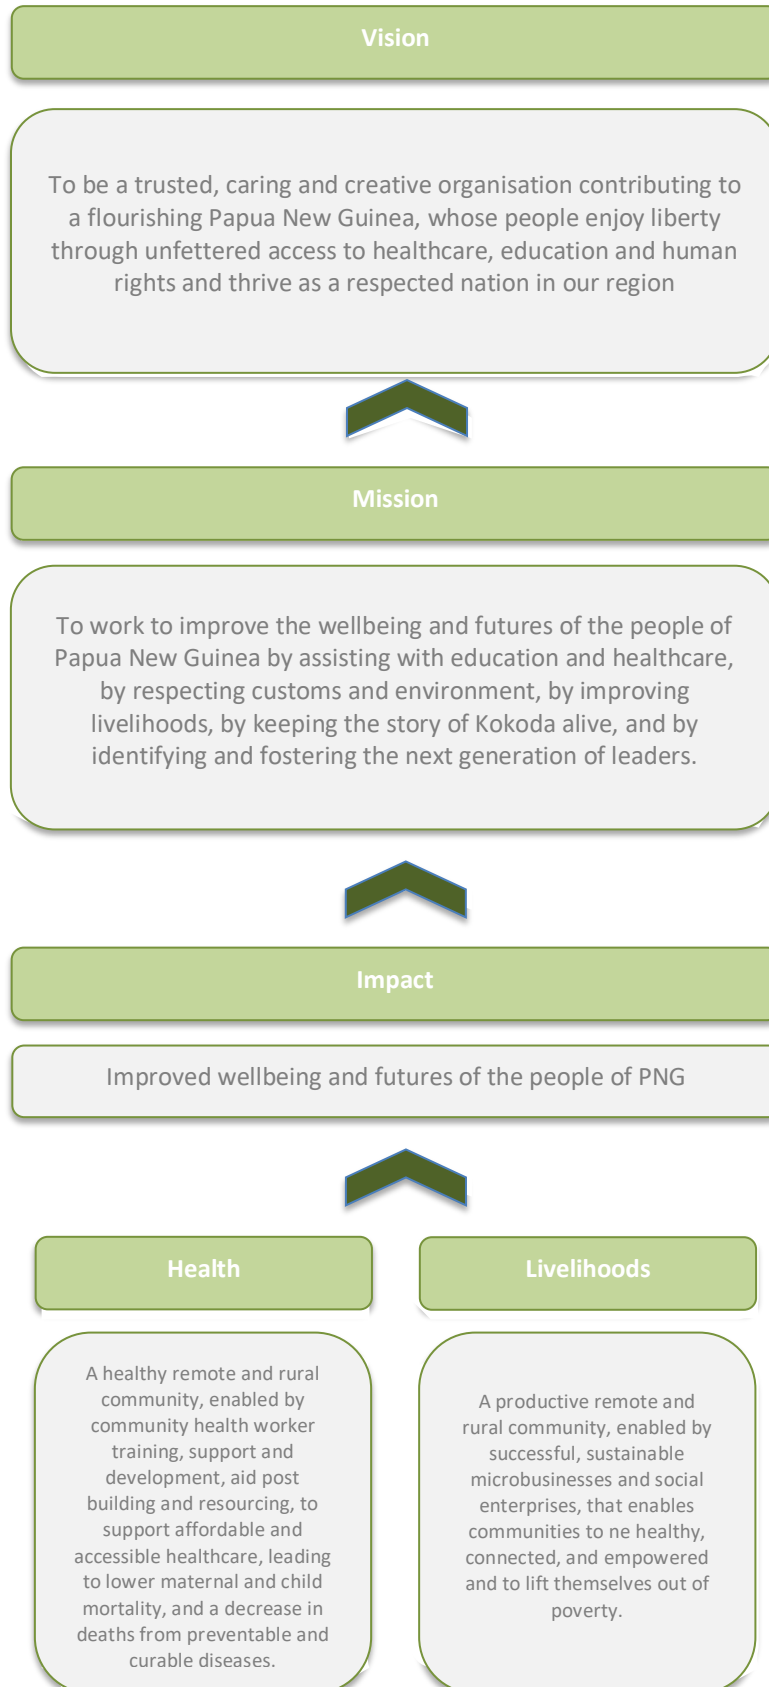 Vision
To be a trusted, caring and creative organisation contributing to
a flourishing Papua New Guinea, whose people enjoy liberty
through unfettered access to healthcare, education and human
rights and thrive as a respected nation in our region
Mission
To work to improve the wellbeing and futures of the people of
Papua New Guinea by assisting with education and healthcare,
by respecting customs and environment, by improving
livelihoods, by keeping the story of Kokoda alive, and by
identifying and fostering the next generation of leaders.
Impact
Improved wellbeing and futures of the people of PNG
Health
A healthy remote and rural
community, enabled by
community health worker
training, support and
development, aid post
building and resourcing, to
support affordable and
accessible healthcare, leading
to lower maternal and child
mortality, and a decrease in
deaths from preventable and
curable diseases.
Livelihoods
A productive remote and
rural community, enabled by
successful, sustainable
microbusinesses and social
enterprises, that enables
communities to ne healthy,
connected, and empowered
and to lift themselves out of
poverty.